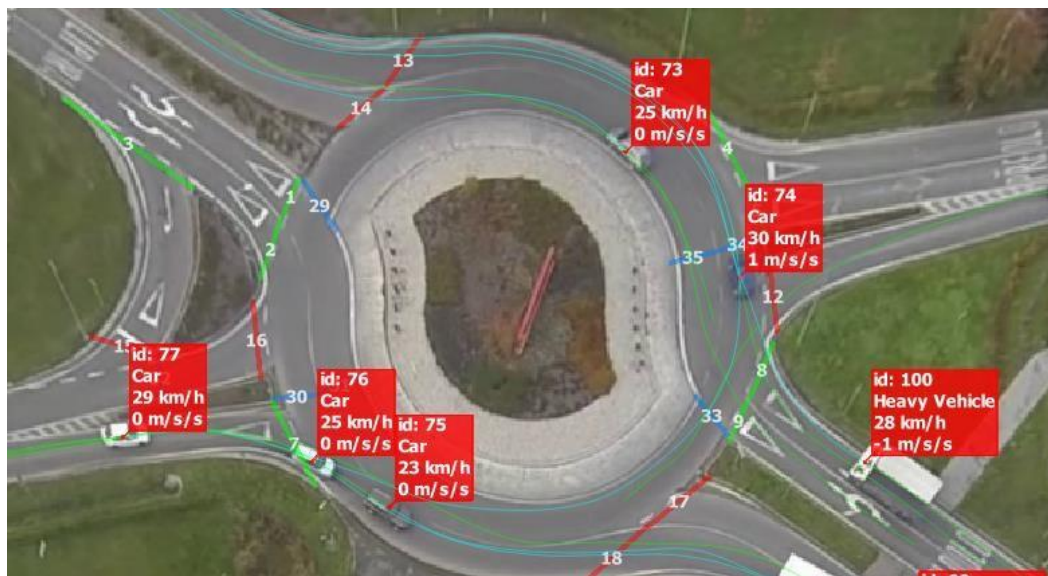 13
14
id: 73
Car
25 km/h
0 m/s/s
3
4
1
29
2
id: 74
Car
30 km/h
1 m/s/s
34
35
12
15
16
id: 77
Car
29 km/h
0 m/s/s
30
id: 76
Car
25 km/h
0 m/s/s
8
id: 100
Heavy Vehicle
28 km/h
-1 m/s/s
33
9
id: 75
Car
23 km/h
0 m/s/s
7
17
18